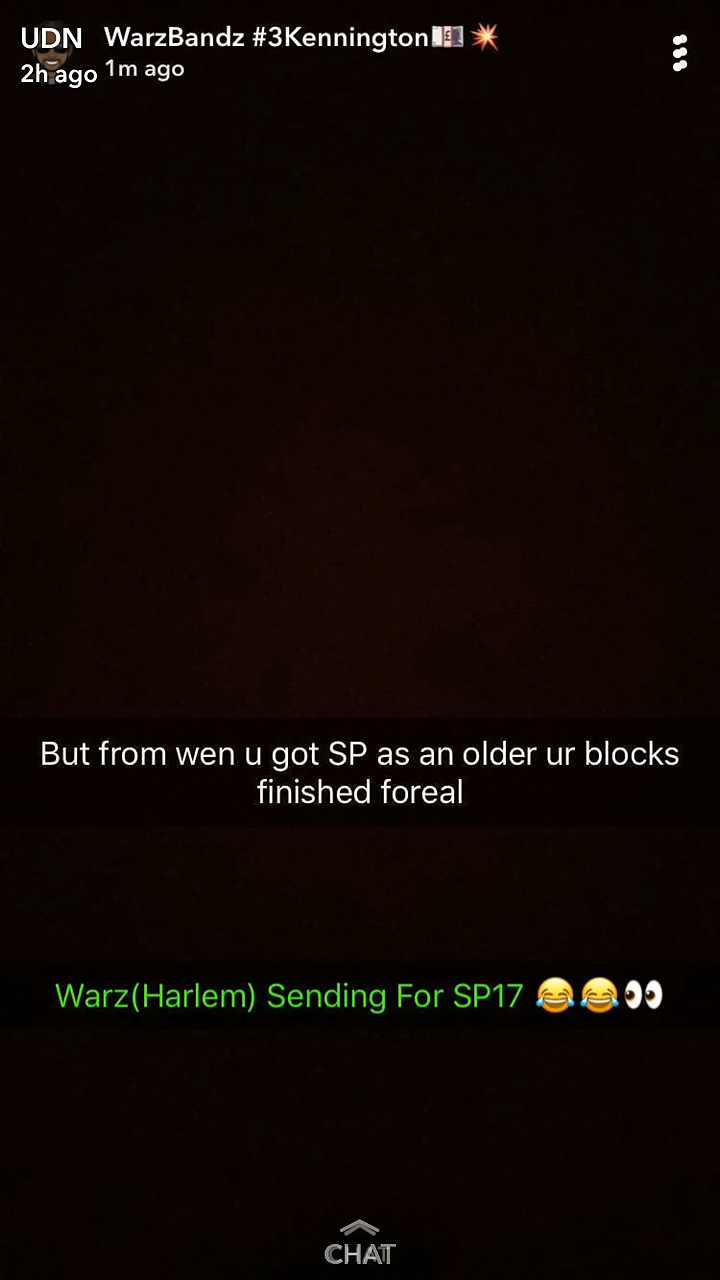 UDN WarzBandz #3Kennington💷💥
2h ago 1m ago
But from wen u got SP as an older ur blocks
finished foreal
Warz(Harlem) Sending For SP17 😂😂👀
CHAT